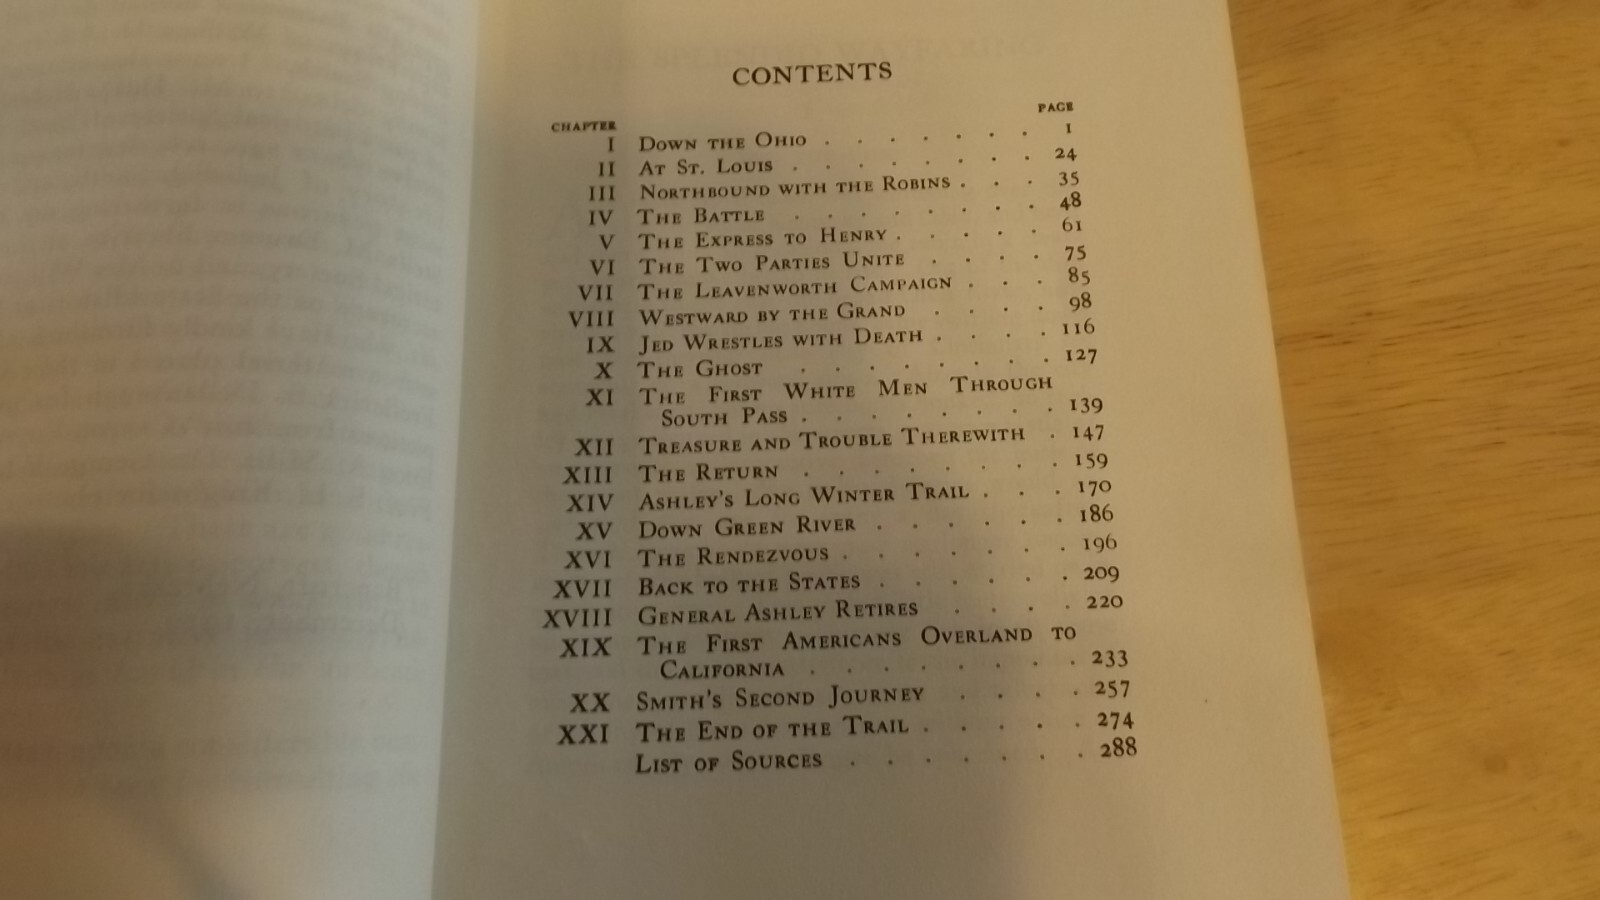 CONTENTS
CHAPTER PAGE
I DOWN THE OHIO . . . . . . . 1
II AT ST. LOUIS . . . . . . . . 24
III NORTHBOUND WITH THE ROBINS . . . 35
IV THE BATTLE . . . . . . . . 48
V THE EXPRESS TO HENRY . . . . . 61
VI THE TWO PARTIES UNITE . . . . 75
VII THE LEAVENWORTH CAMPAIGN . . . 85
VIII WESTWARD BY THE GRAND . . . . 98
IX JED WRESTLES WITH DEATH . . . . 116
X THE GHOST . . . . . . . . 127
XI THE FIRST WHITE MEN THROUGH
SOUTH PASS . . . . . . . . 139
XII TREASURE AND TROUBLE THEREWITH . 147
XIII THE RETURN . . . . . . . . 159
XIV ASHLEY'S LONG WINTER TRAIL . . . 170
XV DOWN GREEN RIVER . . . . . . 186
XVI THE RENDEZVOUS . . . . . . . 196
XVII BACK TO THE STATES . . . . . . 209
XVIII GENERAL ASHLEY RETIRES . . . . 220
XIX THE FIRST AMERICANS OVERLAND TO
CALIFORNIA . . . . . . . . 233
XX SMITH'S SECOND JOURNEY . . . . 257
XXI THE END OF THE TRAIL . . . . . 274
LIST OF SOURCES . . . . . . . 288